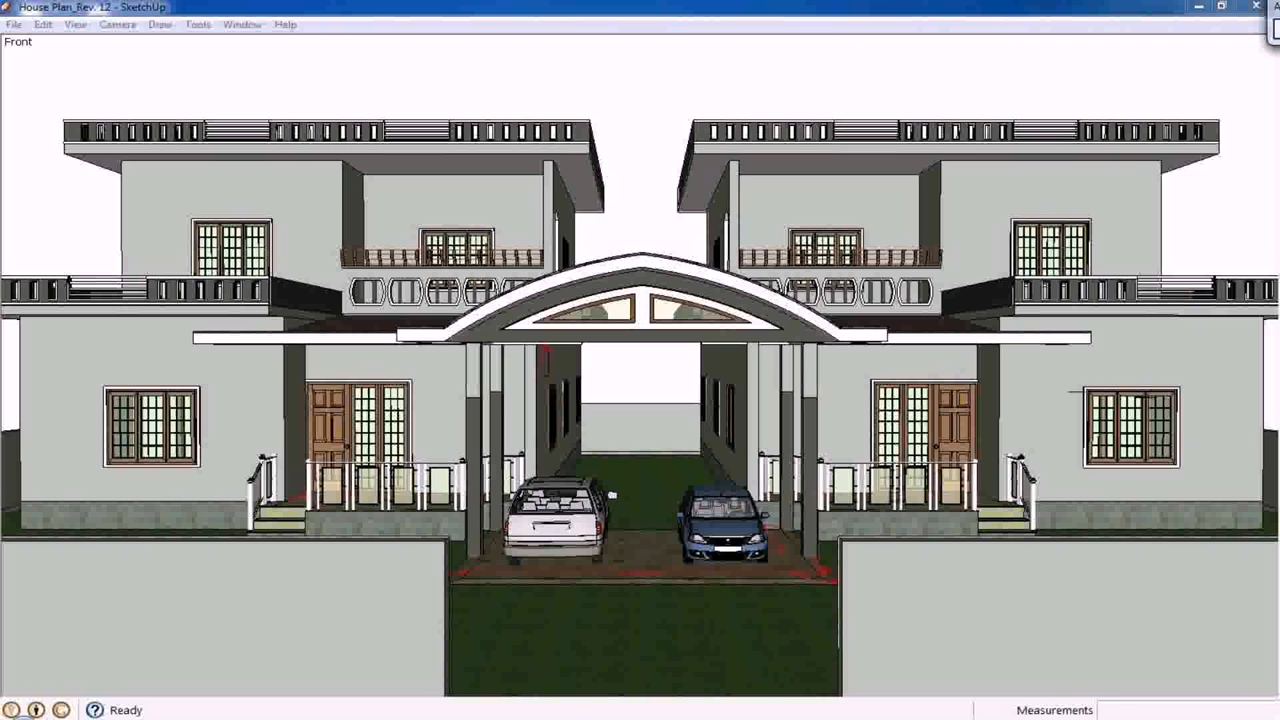 House Plan_Rev. 12 - SketchUp
File Edit View Camera Draw Tools Window Help
Front
Ready
Measurements